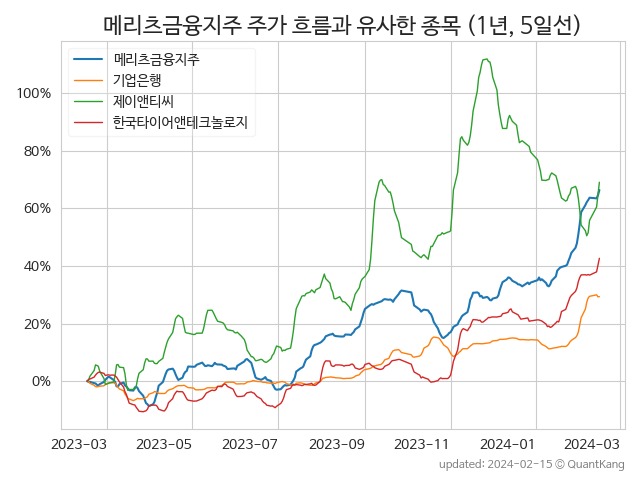 메리츠금융지주 주가 흐름과 유사한 종목 (1년, 5일선)
메리츠금융지주
기업은행
제이앤티씨
한국타이어앤테크놀로지
100%
80%
60%
40%
20%
0%
2023-03 2023-05 2023-07 2023-09 2023-11 2024-01 2024-03
updated: 2024-02-15 © QuantKang